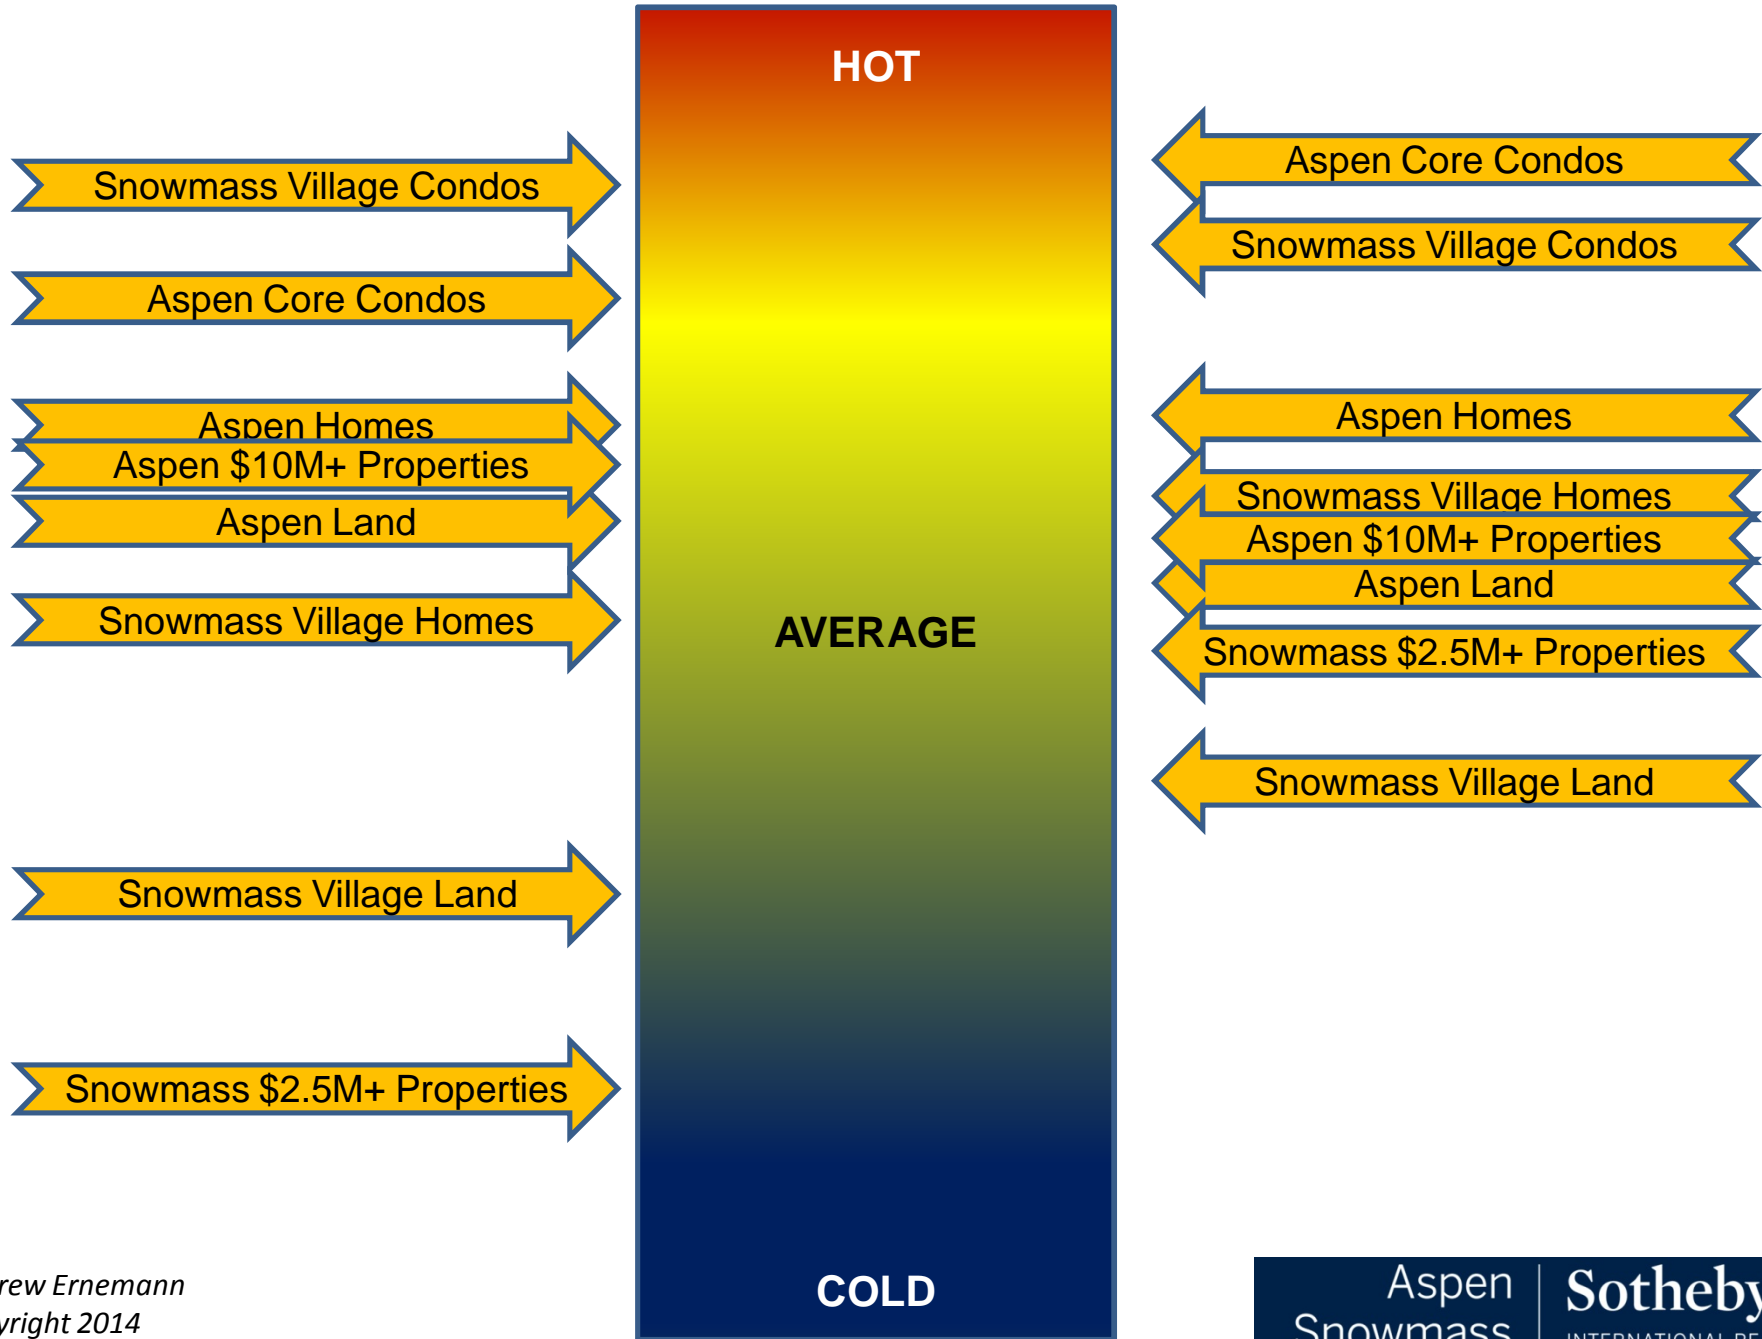 HOT
Snowmass Village Condos
Aspen Core Condos
Aspen Homes
Aspen $10M+ Properties
Aspen Land
Snowmass Village Homes
Snowmass Village Land
Snowmass $2.5M+ Properties
AVERAGE
COLD
Aspen Core Condos
Snowmass Village Condos
Aspen Homes
Snowmass Village Homes
Aspen $10M+ Properties
Aspen Land
Snowmass $2.5M+ Properties
Snowmass Village Land
rew Ernemann
yright 2014
Aspen
Snowmass
Sotheby
INTERNATIONAL RE